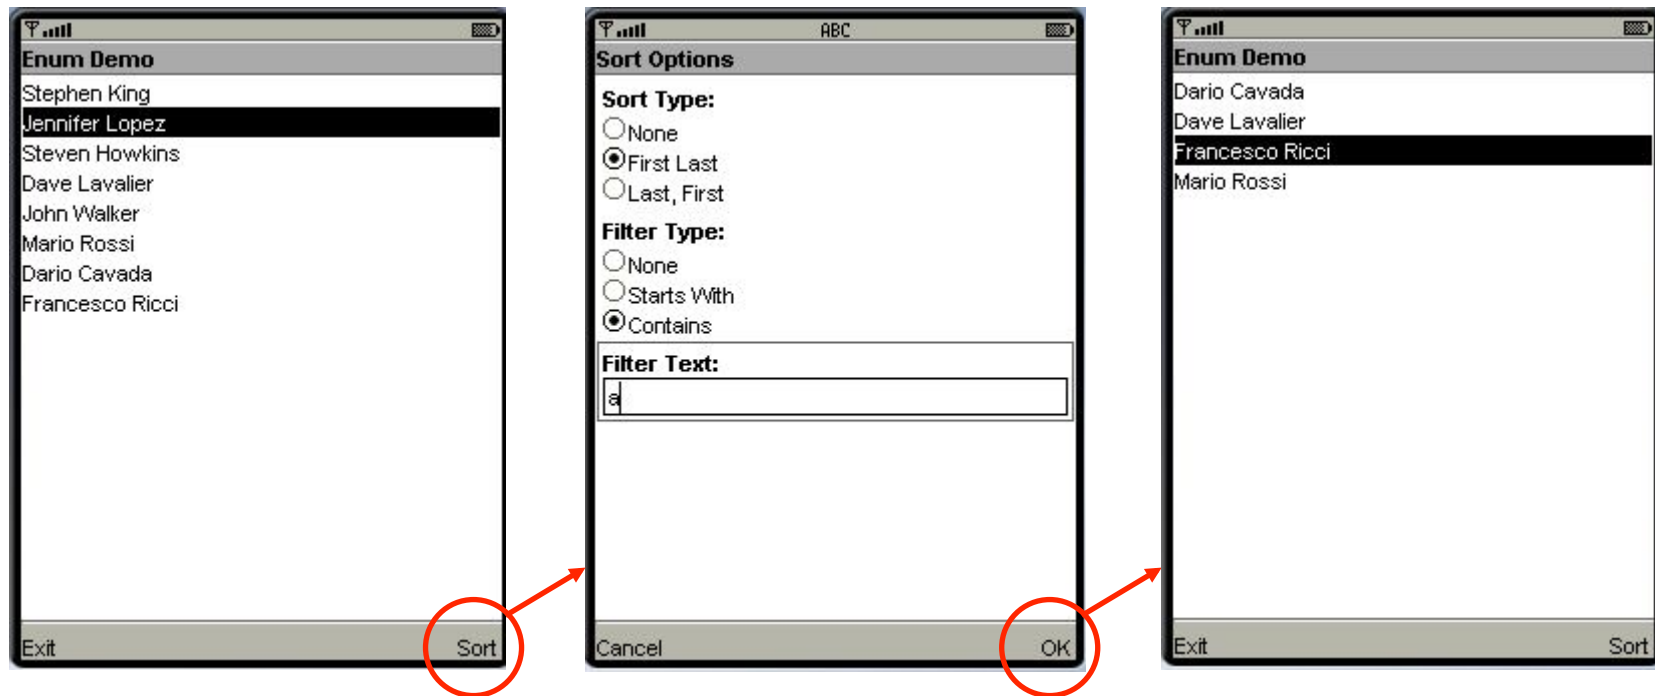 Enum Demo
Stephen King
Jennifer Lopez
Steven Howkins
Dave Lavalier
John Walker
Mario Rossi
Dario Cavada
Francesco Ricci
Exit
Sort
ABC
Sort Options
Sort Type:
None
First Last
Last, First
Filter Type:
None
Starts With
Contains
Filter Text:
a
Cancel
OK
Enum Demo
Dario Cavada
Dave Lavalier
Francesco Ricci
Mario Rossi
Exit
Sort